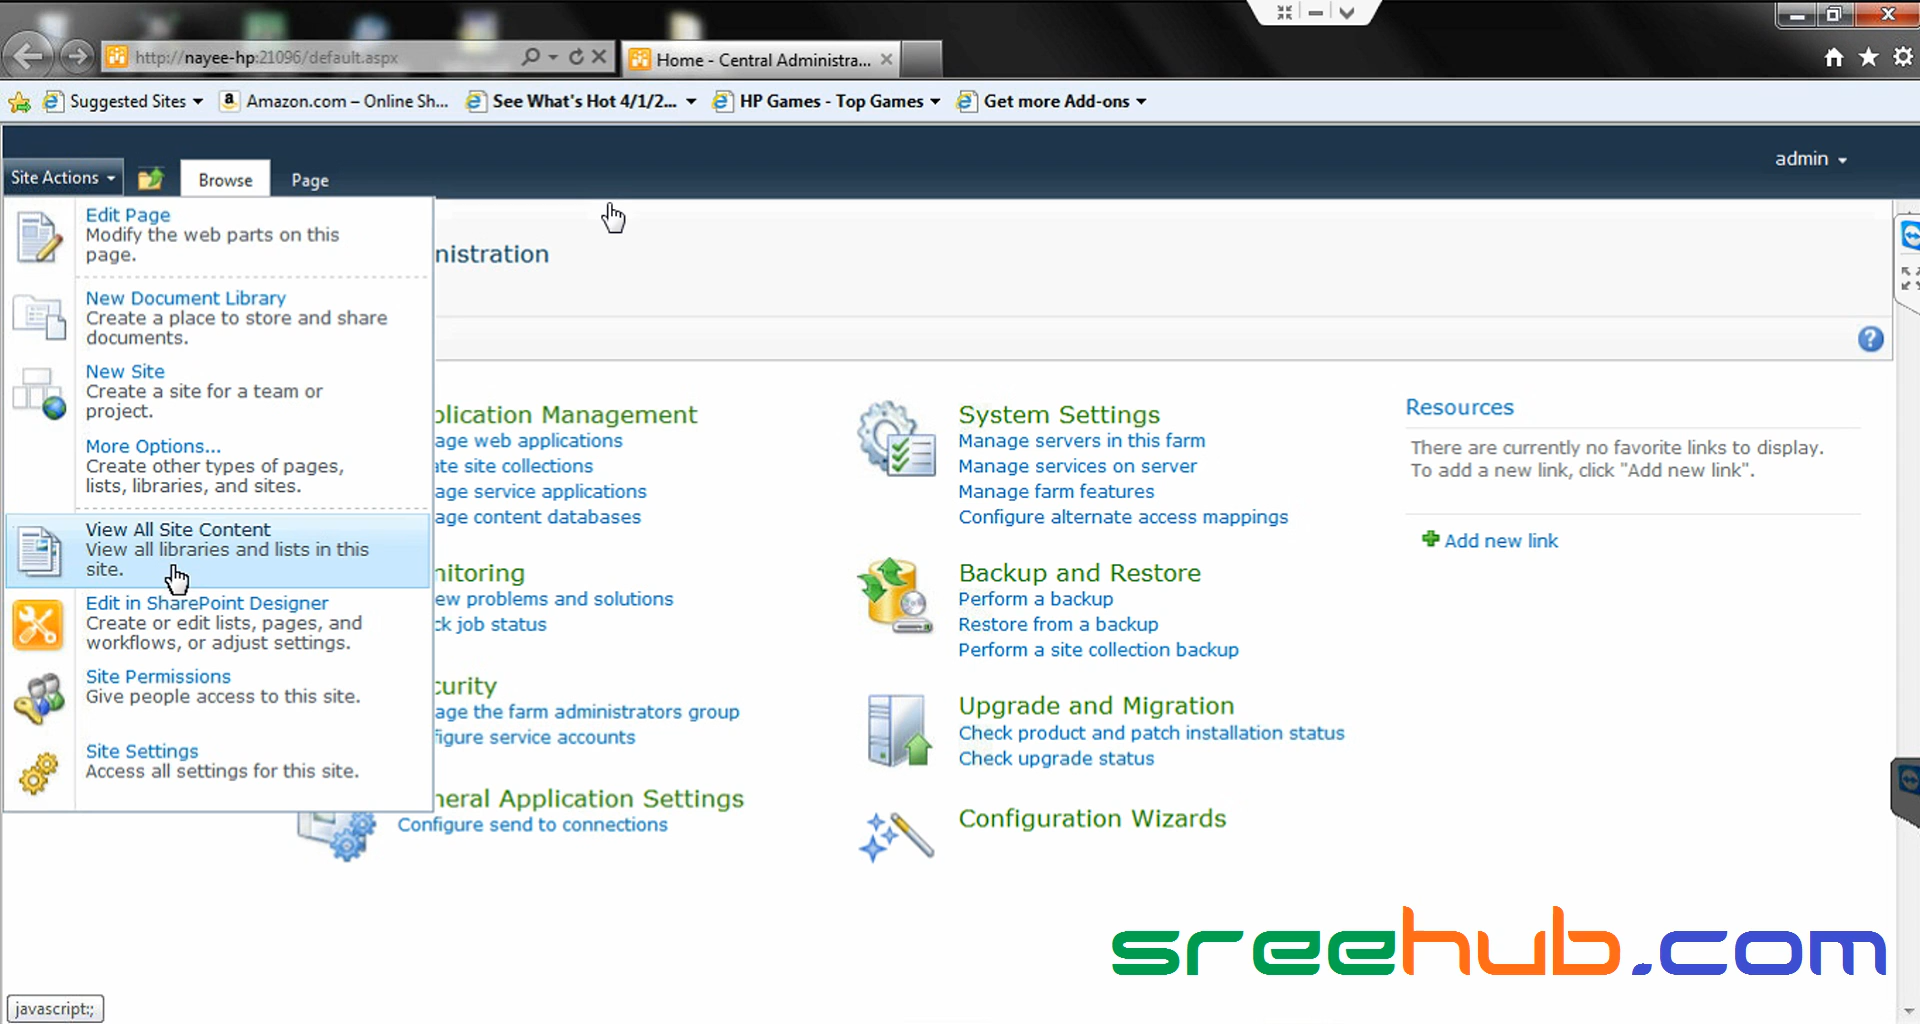 http://nayee-hp:21096/default.aspx
Home - Central Administra...
Suggested Sites
a
Amazon.com – Online Sh...
See What's Hot 4/1/2...
HP Games - Top Games
Get more Add-ons
admin
Site Actions
Browse
Page
Edit Page
Modify the web parts on this
page.
New Document Library
Create a place to store and share
documents.
New Site
Create a site for a team or
project.
More Options...
Create other types of pages,
lists, libraries, and sites.
View All Site Content
View all libraries and lists in this
site.
Edit in SharePoint Designer
Create or edit lists, pages, and
workflows, or adjust settings.
Site Permissions
Give people access to this site.
Site Settings
Access all settings for this site.
nistration
plication Management
age web applications
ate site collections
age service applications
age content databases
nitoring
ew problems and solutions
ck job status
curity
age the farm administrators group
figure service accounts
neral Application Settings
Configure send to connections
System Settings
Manage servers in this farm
Manage services on server
Manage farm features
Configure alternate access mappings
Backup and Restore
Perform a backup
Restore from a backup
Perform a site collection backup
Upgrade and Migration
Check product and patch installation status
Check upgrade status
Configuration Wizards
Resources
There are currently no favorite links to display.
To add a new link, click "Add new link".
Add new link
sreehub.com
javascript:;